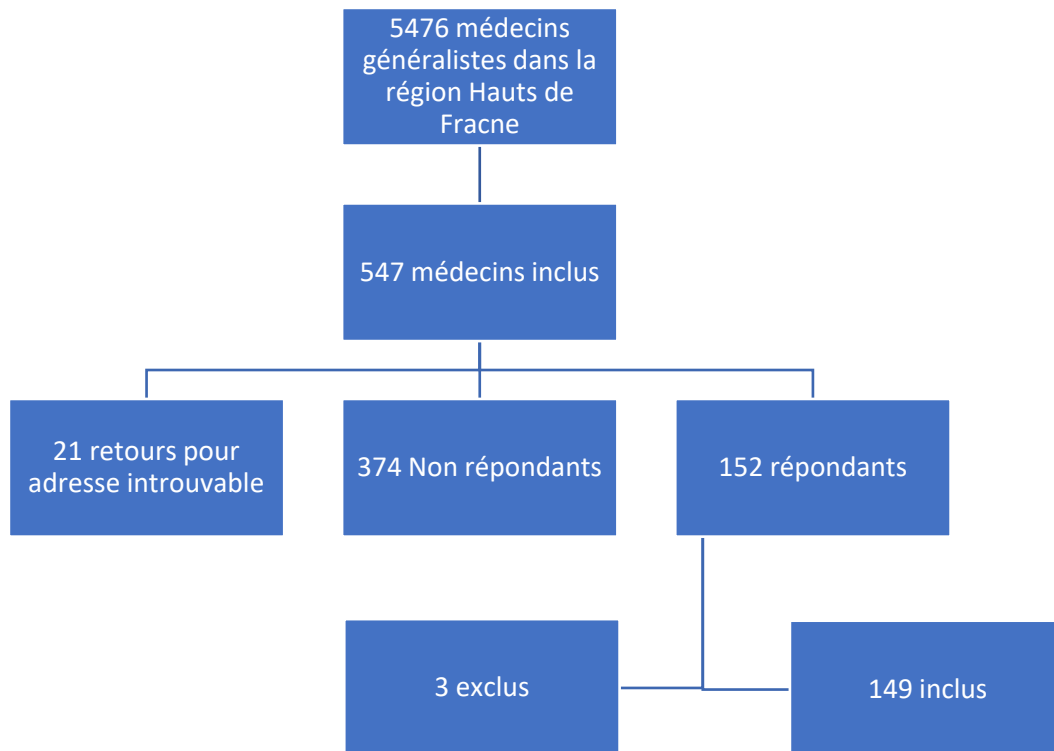 5476 médecins
généralistes dans la
région Hauts de
Fracne
547 médecins inclus
21 retours pour
adresse introuvable
374 Non répondants
152 répondants
3 exclus
149 inclus